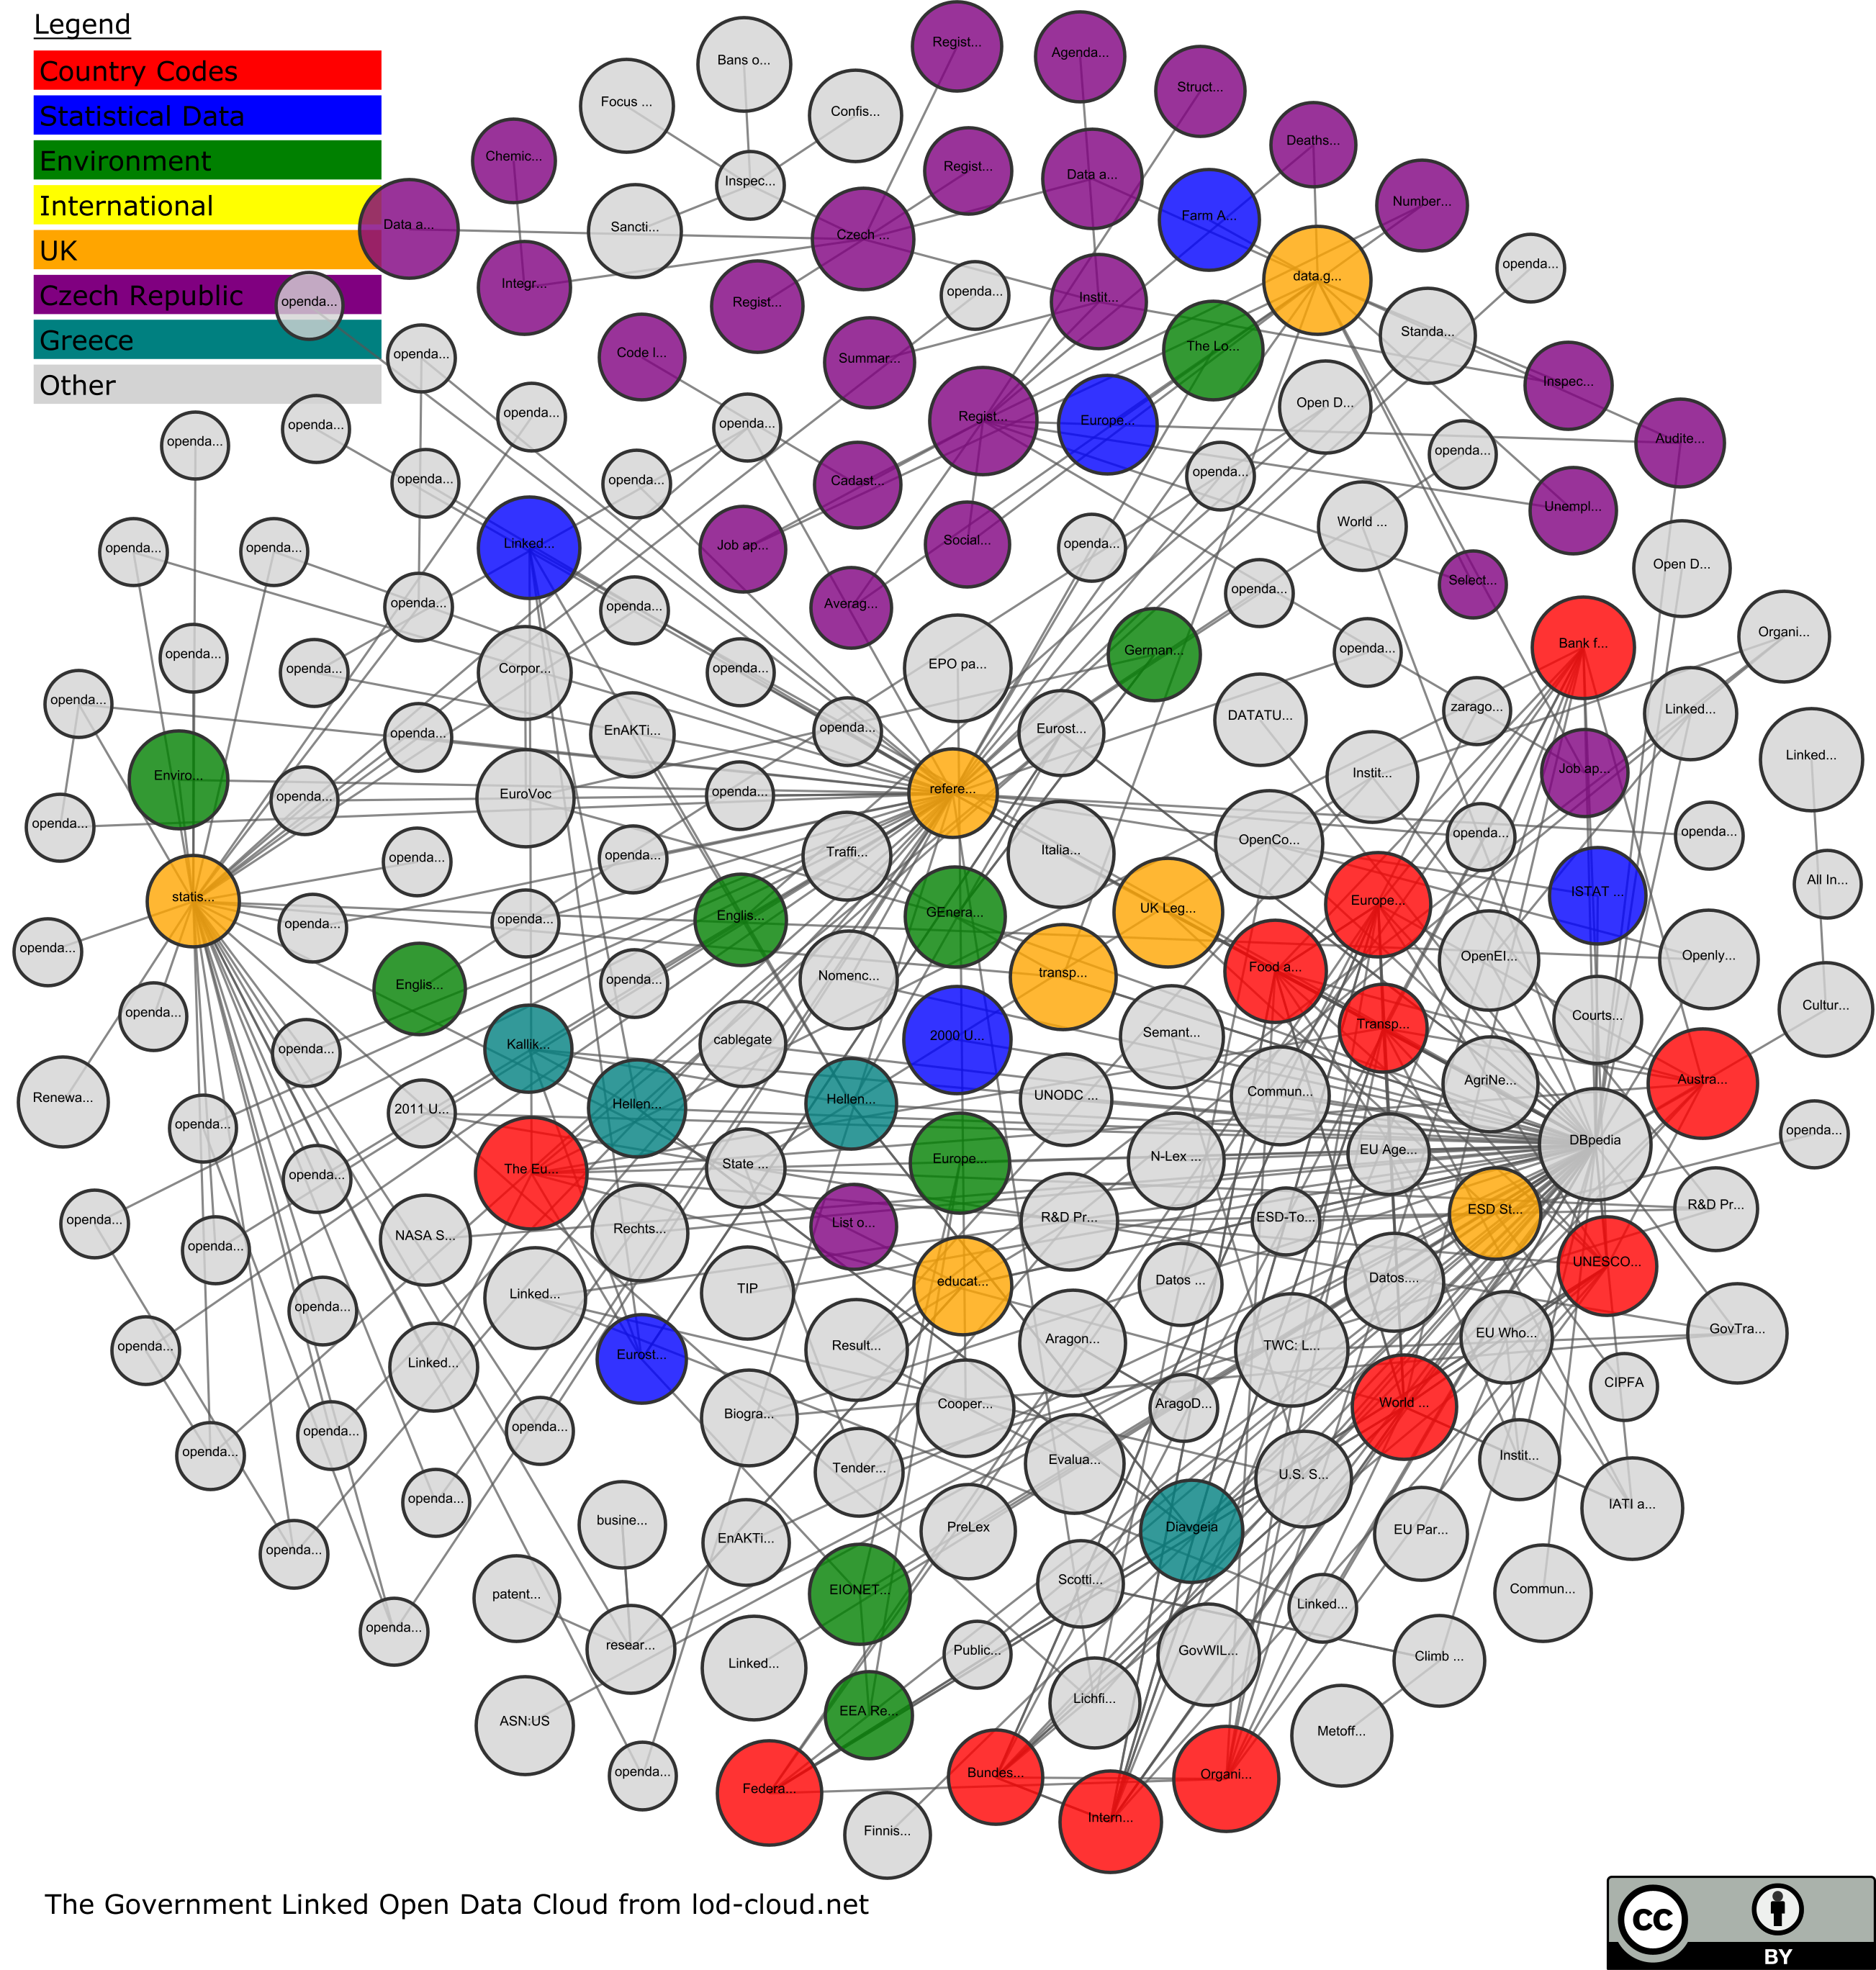 Legend
Country Codes
Statistical Data
Environment
International
UK
Czech Republic
Greece
Other
Regist...
Bans o...
Agenda...
Struct...
Focus ...
Confis...
Deaths...
Chemic...
Regist...
Data a...
Inspec...
Number...
Farm A...
Data a...
Sancti...
Czech ...
openda...
data.g...
Integr...
openda...
Regist...
Instit...
openda...
Standa...
The Lo...
Code l...
openda...
Summar...
Inspec...
Open D...
openda...
Regist...
Europe...
openda...
openda...
openda...
Audite...
openda...
openda...
openda...
openda...
Cadast...
Unempl...
World ...
Linked...
Job ap...
Social...
openda...
openda...
openda...
Open D...
Select...
openda...
openda...
openda...
Averag...
Organi...
Bank f...
German...
openda...
openda...
openda...
Corpor...
openda...
EPO pa...
openda...
zarago...
Linked...
DATATU...
EnAKTi...
Eurost...
openda...
openda...
Linked...
Enviro...
Instit...
Job ap...
EuroVoc
openda...
openda...
refere...
openda...
openda...
openda...
OpenCo...
Traffi...
Italia...
openda...
openda...
All In...
statis...
ISTAT ...
Europe...
UK Leg...
Englis...
GEnera...
openda...
openda...
openda...
OpenEI...
Openly...
Food a...
transp...
Nomenc...
Englis...
openda...
Cultur...
openda...
Courts...
Transp...
2000 U...
Semant...
cablegate
Kallik...
openda...
Austra...
AgriNe...
Commun...
UNODC ...
Hellen...
Hellen...
Renewa...
2011 U...
openda...
openda...
DBpedia
EU Age...
N-Lex ...
Europe...
State ...
The Eu...
openda...
R&D Pr...
ESD St...
ESD-To...
R&D Pr...
List o...
openda...
Rechts...
NASA S...
openda...
UNESCO...
Datos ...
Datos....
educat...
TIP
Linked...
openda...
GovTra...
EU Who...
TWC: L...
Aragon...
Result...
openda...
Eurost...
Linked...
CIPFA
World ...
AragoD...
Cooper...
Biogra...
openda...
openda...
openda...
Instit...
Evalua...
Tender...
U.S. S...
openda...
IATI a...
busine...
EnAKTi...
PreLex
Diavgeia
EU Par...
openda...
Scotti...
EIONET...
patent...
Commun...
Linked...
openda...
resear...
Public...
GovWIL...
Climb ...
Linked...
Lichfi...
EEA Re...
ASN:US
Metoff...
openda...
Federa...
Bundes...
Organi...
Intern...
Finnis...
The Government Linked Open Data Cloud from lod-cloud.net
CC
BY